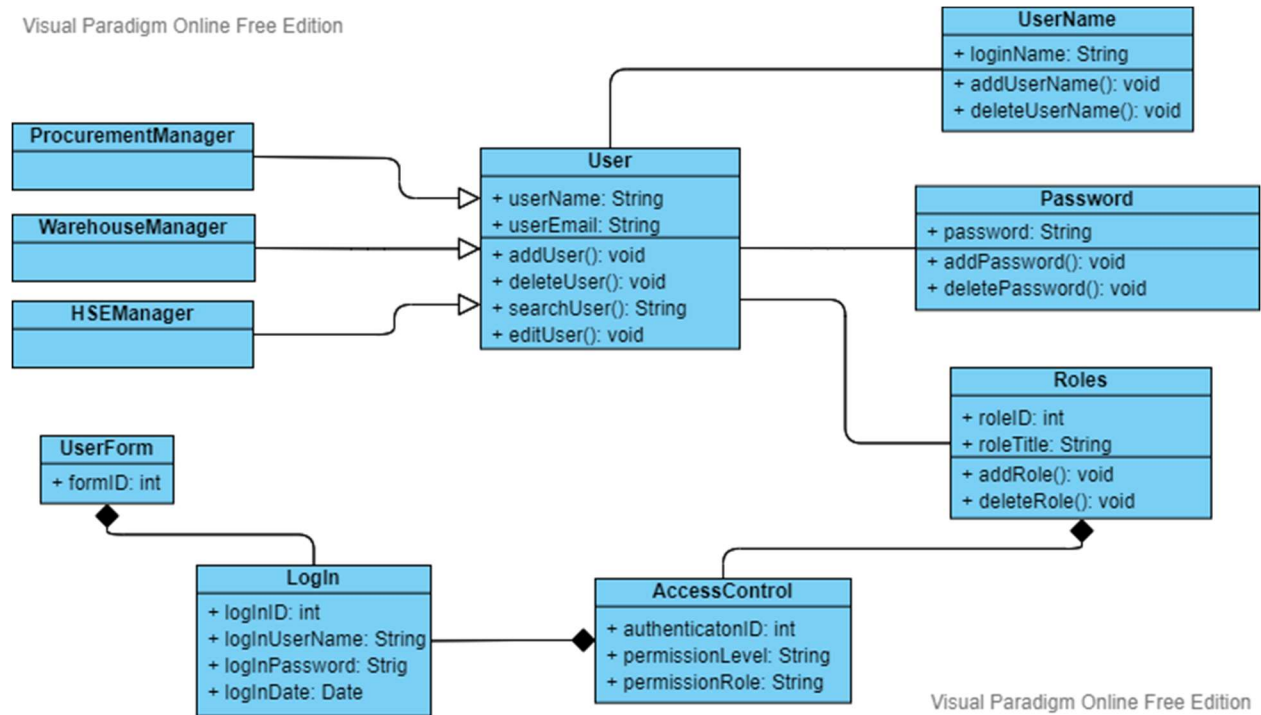 Visual Paradigm Online Free Edition
UserName
+ loginName: String
+ addUserName(): void
+ deleteUserName(): void
ProcurementManager
WarehouseManager
HSEManager
User
+ userName: String
+ userEmail: String
+ addUser(): void
+ deleteUser(): void
+ searchUser(): String
+ editUser(): void
Password
+ password: String
+ addPassword(): void
+ deletePassword(): void
Roles
+ roleID: int
+ roleTitle: String
+ addRole(): void
+ deleteRole(): void
UserForm
+ formID: int
LogIn
+ logInID: int
+ logInUserName: String
+ logInPassword: Strig
+ logInDate: Date
AccessControl
+ authenticatonID: int
+ permissionLevel: String
+ permissionRole: String
Visual Paradigm Online Free Edition